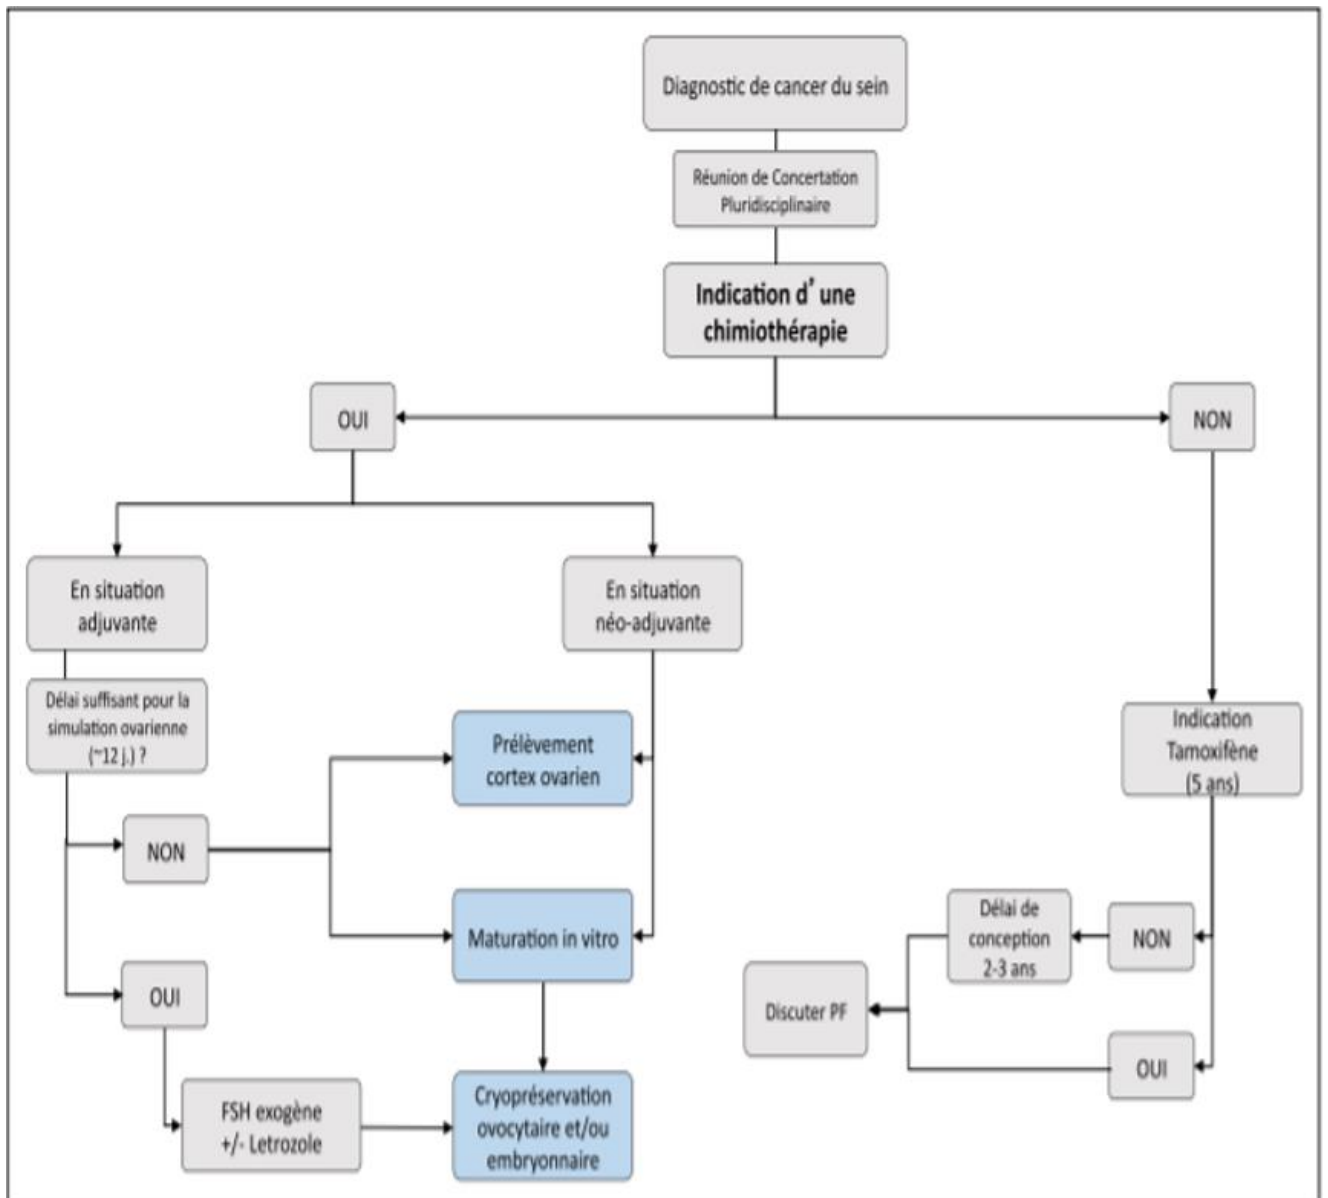 Diagnostic de cancer du sein
Réunion de Concertation
Pluridisciplinaire
Indication d' une
chimiothérapie
OUI
NON
En situation
adjuvante
En situation
néo-adjuvante
Délai suffisant pour la
simulation ovarienne
(~12 j.) ?
Prélèvement
cortex ovarien
Indication
Tamoxifène
(5 ans)
NON
Maturation in vitro
Délai de
conception
2-3 ans
NON
OUI
Discuter PF
OUI
FSH exogène
+/- Letrozole
Cryopréservation
ovocytaire et/ou
embryonnaire